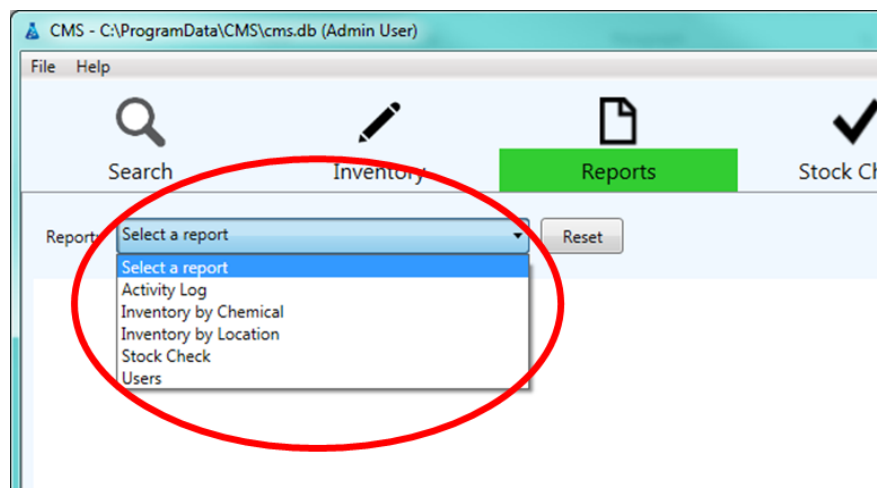 CMS - C:\ProgramData\CMS\cms.db (Admin User)
File Help
Search Inventory Reports Stock Ch
Report: Select a report Reset
Select a report
Activity Log
Inventory by Chemical
Inventory by Location
Stock Check
Users